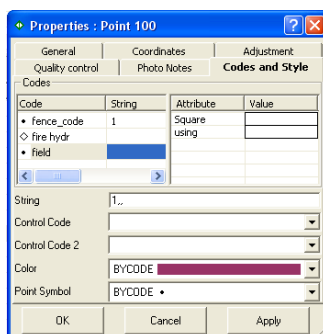 Properties : Point 100
General Coordinates Adjustment
Quality control Photo Notes Codes and Style
Codes
Code String Attribute Value
fence_code 1 Square
fire hydr using
field
String 1,,
Control Code
Control Code 2
Color BYCODE
Point Symbol BYCODE
OK Cancel Apply